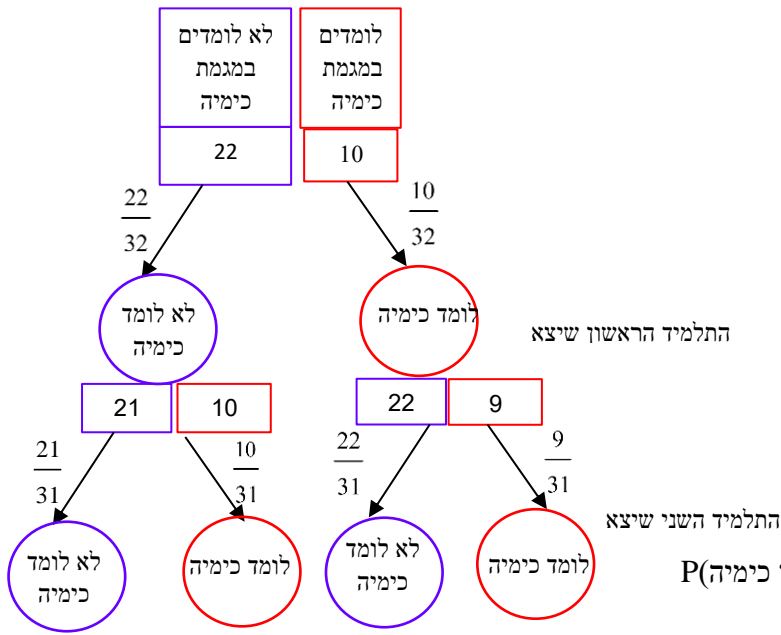 לומדים
במגמת
כימיה
לא לומדים
במגמת
כימיה
10
22
10
32
22
32
לומד כימיה
לא לומד
כימיה
התלמיד הראשון שיצא
9
22
10
21
9
31
22
31
10
31
21
31
התלמיד השני שיצא
לומד כימיה
לא לומד
כימיה
לומד כימיה
לא לומד
כימיה
P(כימיה